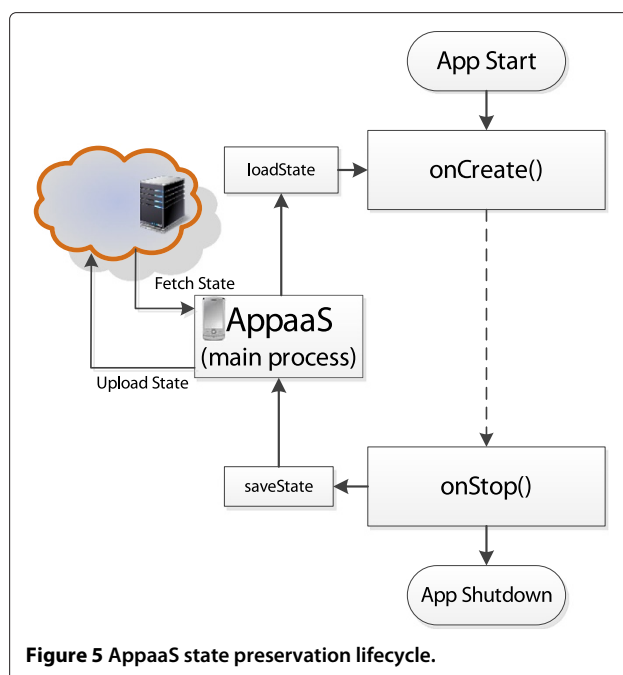 App Start
loadState
onCreate()
Fetch State
AppaaS
(main process)
Upload State
saveState
onStop()
App Shutdown
Figure 5 AppaaS state preservation lifecycle.